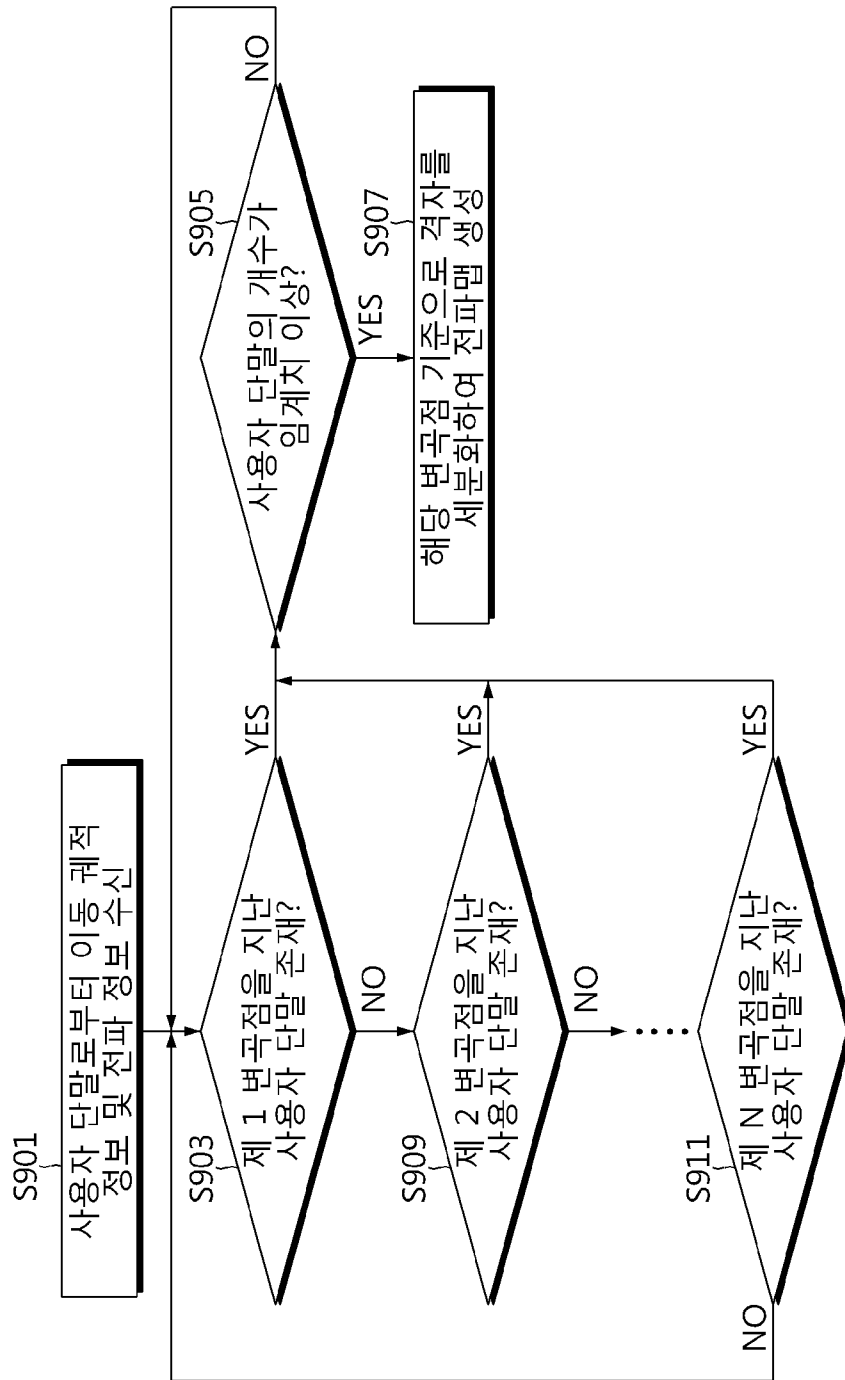 S901
사용자 단말로부터 이동 궤적
정보 및 전파 정보 수신
S903
제 1 변곡점을 지난
사용자 단말 존재?
YES
NO
S905
사용자 단말의 개수가
임계치 이상?
NO
YES
S907
해당 변곡점 기준으로 격자를
세분화하여 전파맵 생성
S909
제 2 변곡점을 지난
사용자 단말 존재?
YES
NO
S911
제 N 변곡점을 지난
사용자 단말 존재?
YES
NO